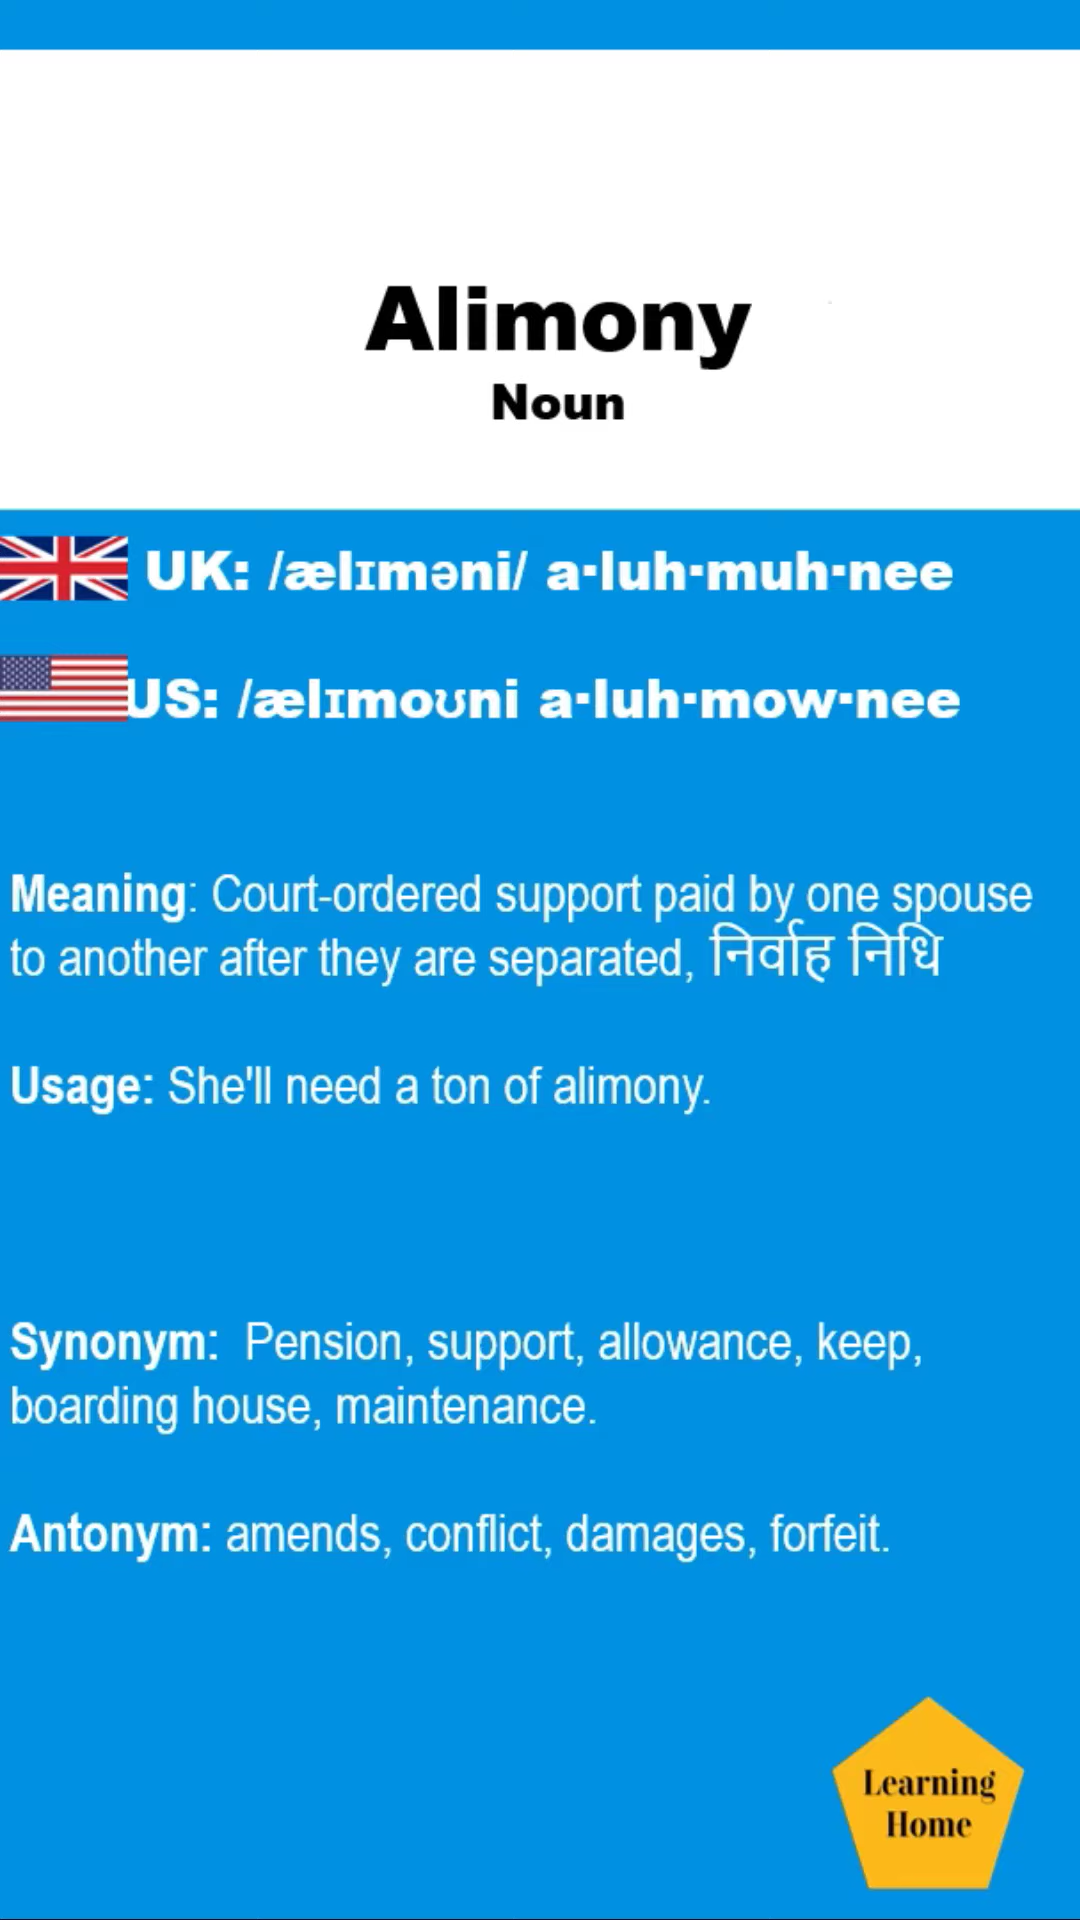 Alimony
Noun
UK: /ælɪməni/ a·luh·muh·nee
US: /ælɪmoʊni a·luh·mow·nee
Meaning: Court-ordered support paid by one spouse
to another after they are separated, निर्वाह निधि
Usage: She'll need a ton of alimony.
Synonym:  Pension, support, allowance, keep,
boarding house, maintenance.
Antonym: amends, conflict, damages, forfeit.
Learning
Home